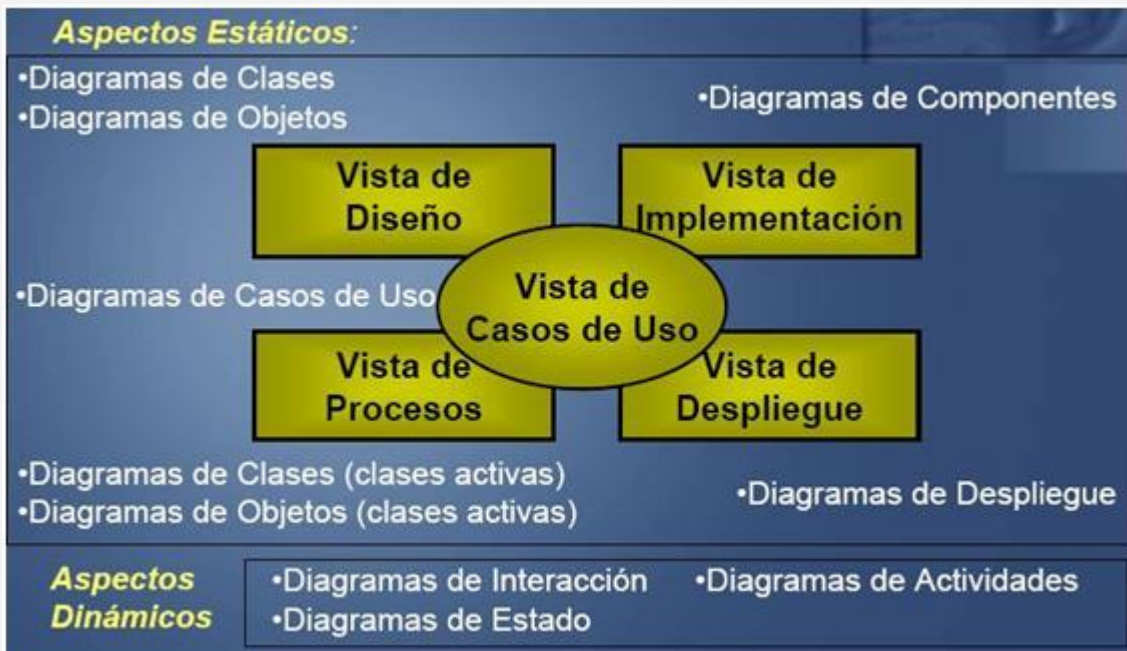 Aspectos Estáticos:
•Diagramas de Clases
•Diagramas de Objetos
•Diagramas de Componentes
Vista de
Diseño
Vista de
Implementación
•Diagramas de Casos de Uso
Vista de
Casos de Uso
Vista de
Procesos
Vista de
Despliegue
•Diagramas de Clases (clases activas)
•Diagramas de Objetos (clases activas)
•Diagramas de Despliegue
Aspectos
Dinámicos
•Diagramas de Interacción
•Diagramas de Estado
•Diagramas de Actividades